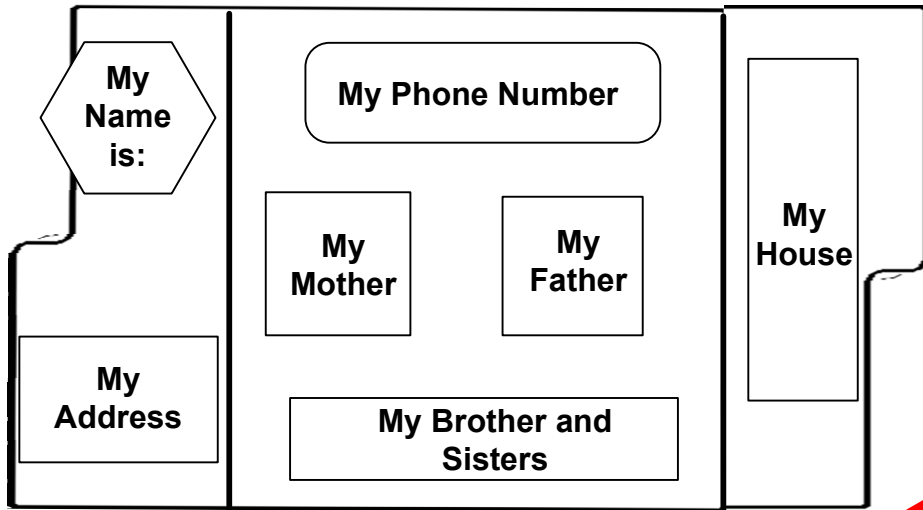 My
Name
is:
My
Address
My Phone Number
My
Mother
My
Father
My Brother and
Sisters
My
House